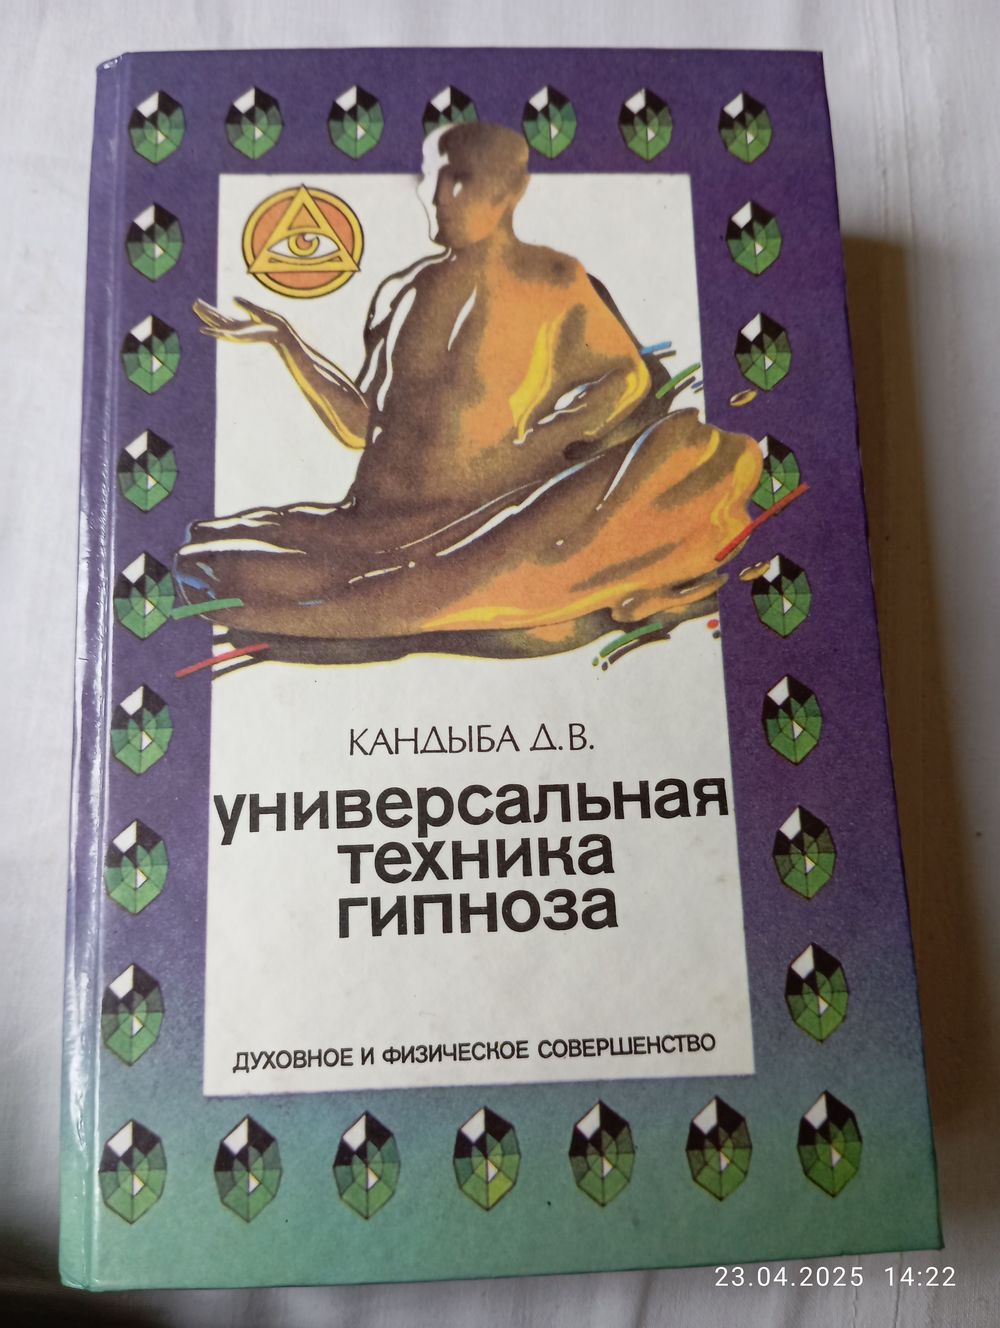 КАНДЫБА Д.В.
универсальная
техника
гипноза
ДУХОВНОЕ И ФИЗИЧЕСКОЕ СОВЕРШЕНСТВО
23.04.2025 14:22